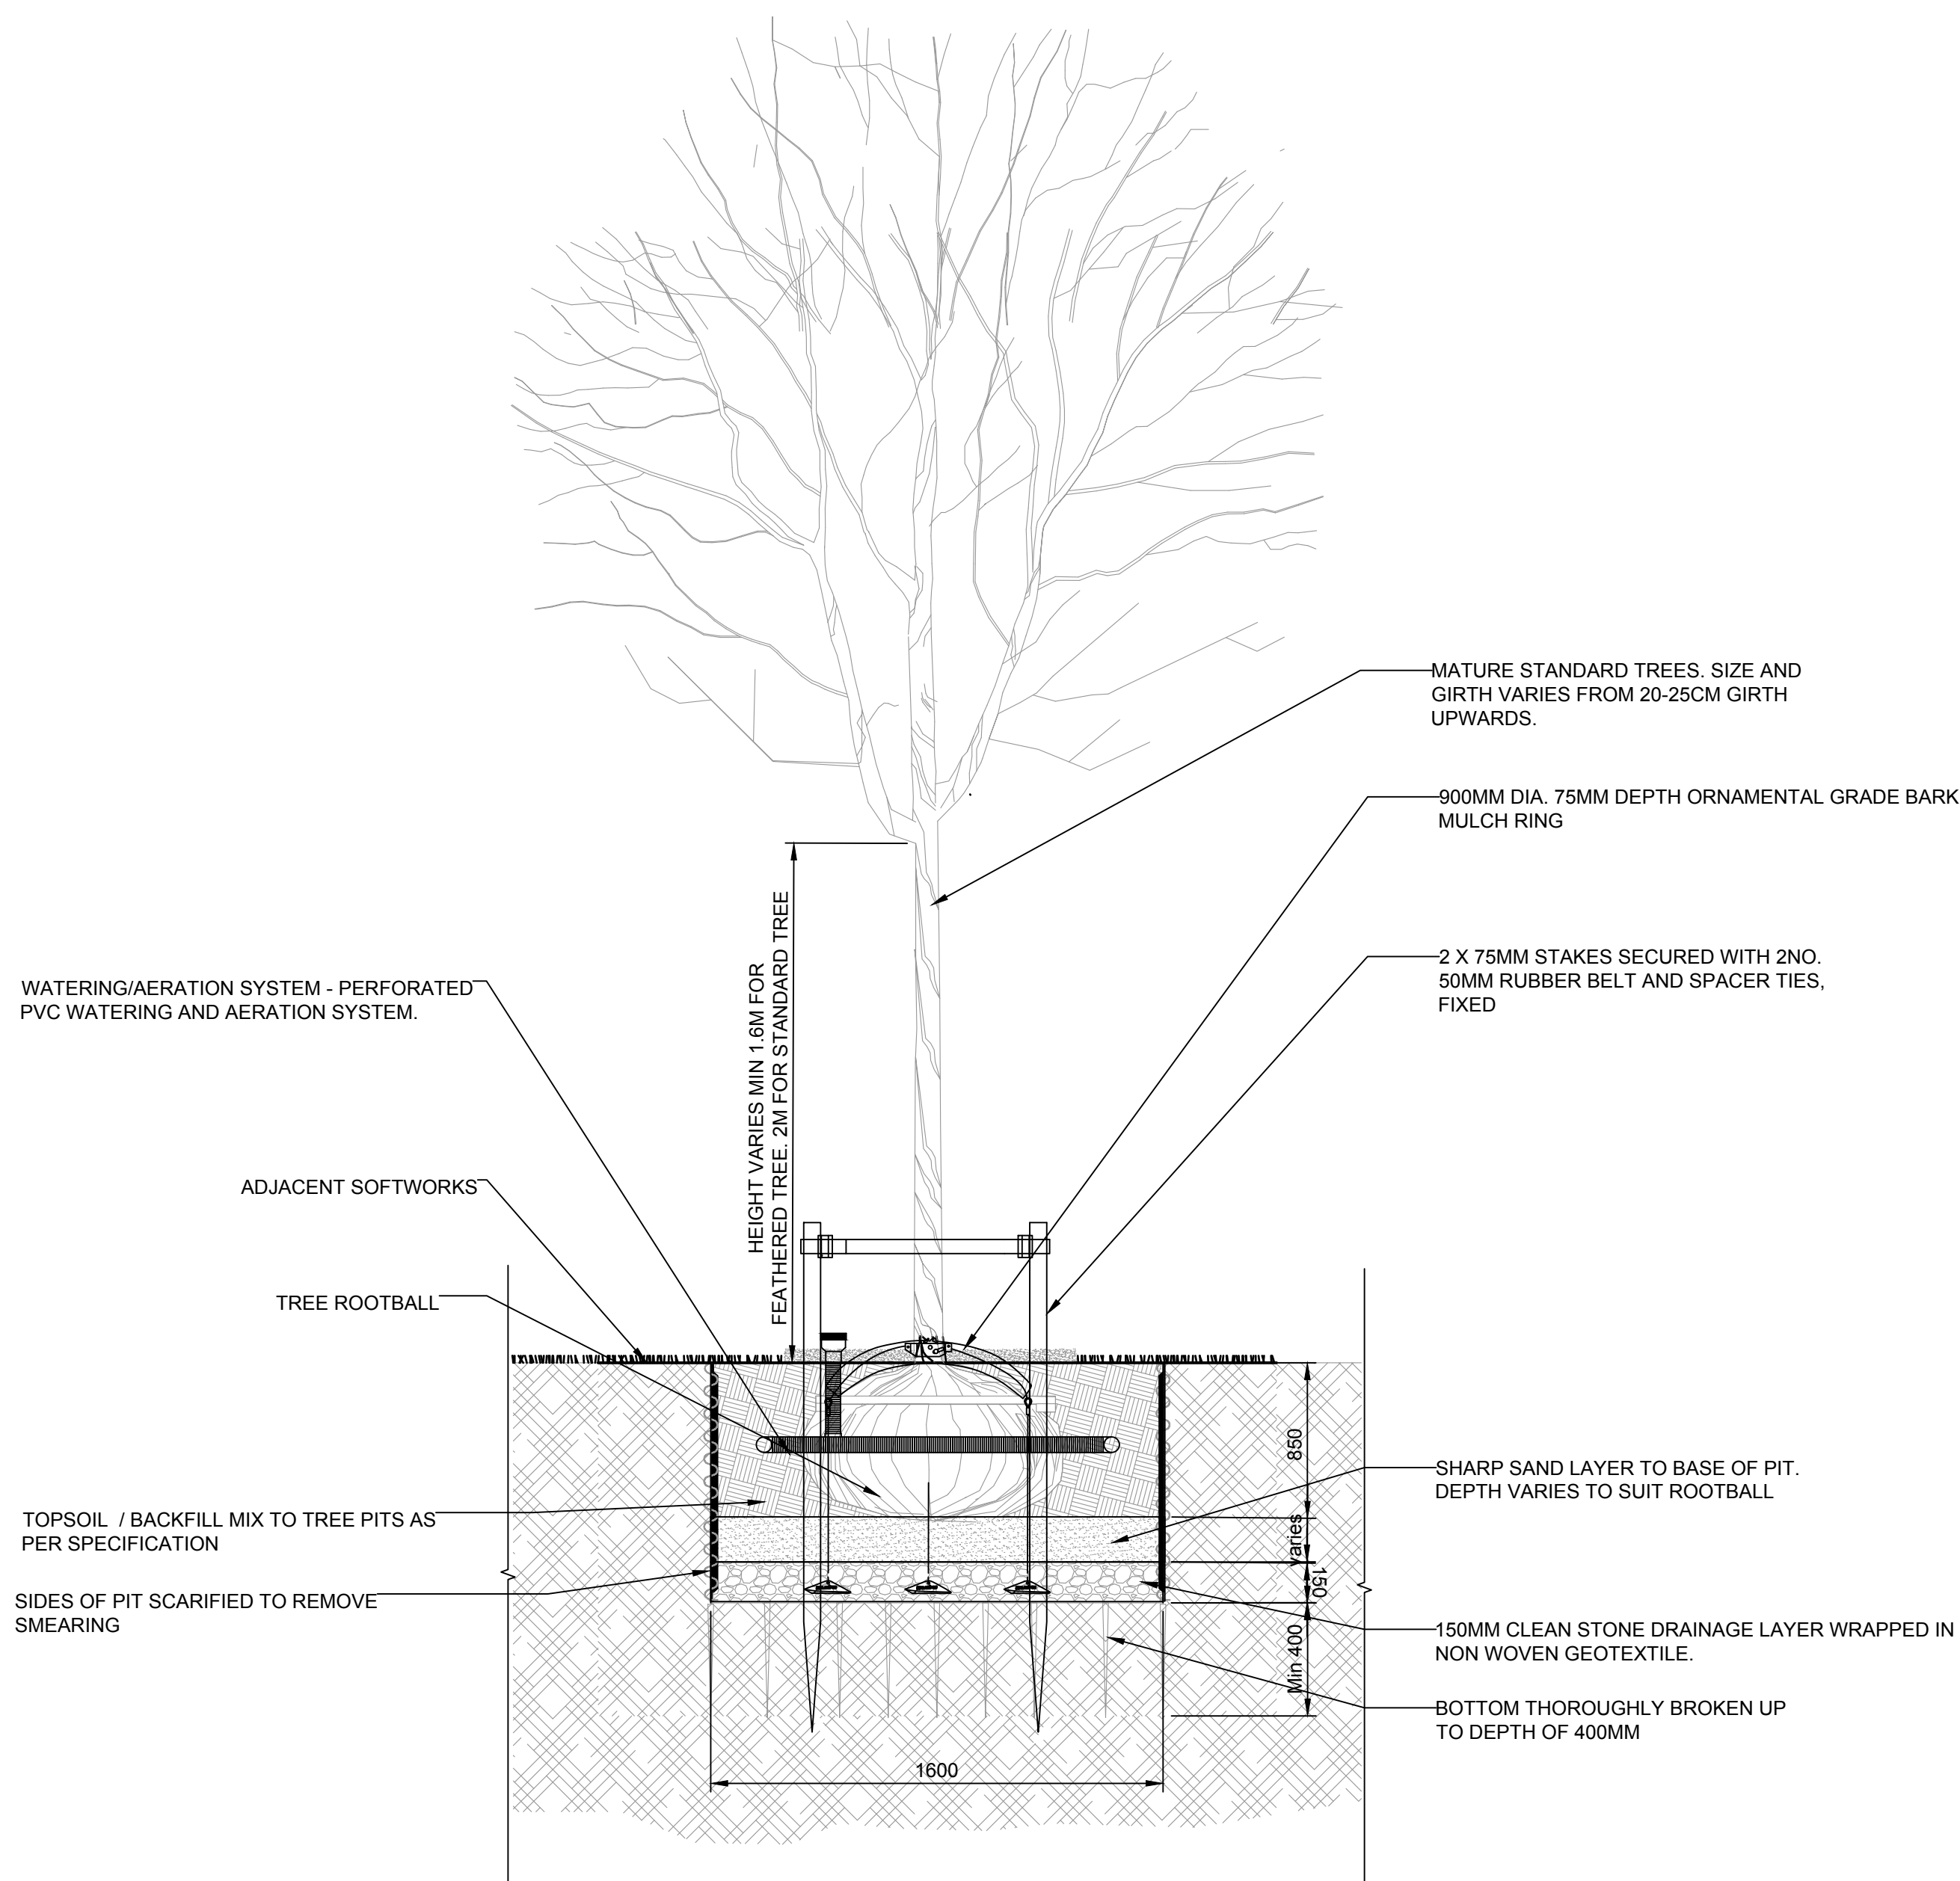 MATURE STANDARD TREES. SIZE AND
GIRTH VARIES FROM 20-25CM GIRTH
UPWARDS.
900MM DIA. 75MM DEPTH ORNAMENTAL GRADE BARK
MULCH RING
2 X 75MM STAKES SECURED WITH 2NO.
50MM RUBBER BELT AND SPACER TIES,
FIXED
HEIGHT VARIES MIN 1.6M FOR
FEATHERED TREE. 2M FOR STANDARD TREE
WATERING/AERATION SYSTEM - PERFORATED
PVC WATERING AND AERATION SYSTEM.
ADJACENT SOFTWORKS
TREE ROOTBALL
TOPSOIL / BACKFILL MIX TO TREE PITS AS
PER SPECIFICATION
SIDES OF PIT SCARIFIED TO REMOVE
SMEARING
850
varies
150
Min 400
1600
SHARP SAND LAYER TO BASE OF PIT.
DEPTH VARIES TO SUIT ROOTBALL
150MM CLEAN STONE DRAINAGE LAYER WRAPPED IN
NON WOVEN GEOTEXTILE.
BOTTOM THOROUGHLY BROKEN UP
TO DEPTH OF 400MM